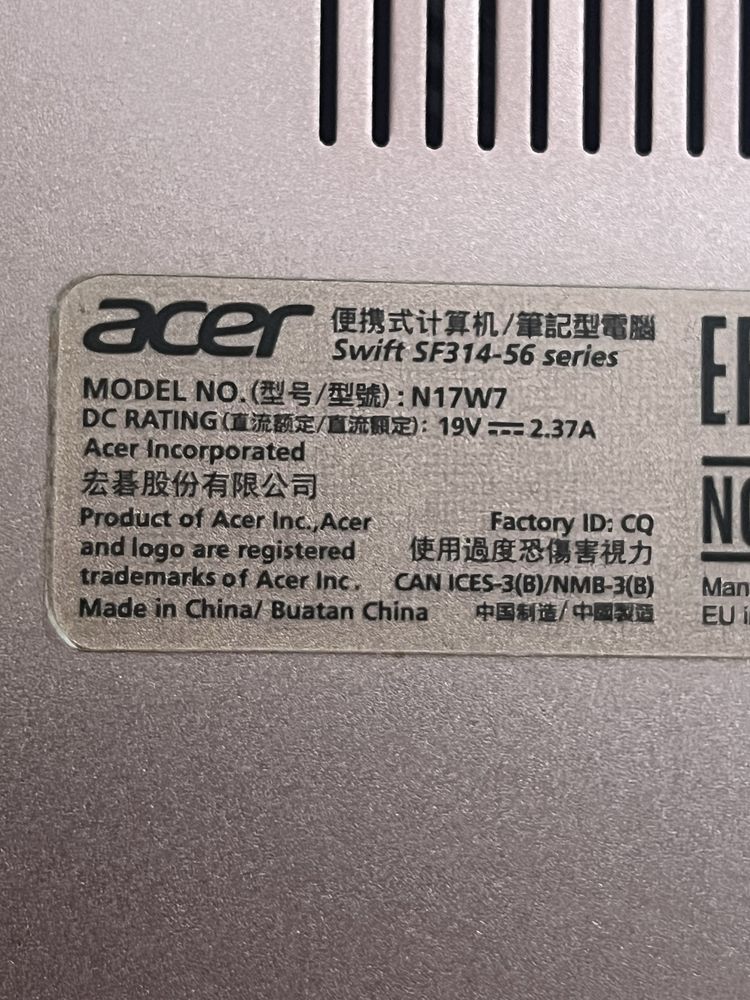 acer 便携式计算机/筆記型電腦
Swift SF314-56 series
MODEL NO.(型号/型號) : N17W7
DC RATING(直流额定/直流額定): 19V 2.37A
Acer Incorporated
宏碁股份有限公司
Product of Acer Inc.,Acer
and logo are registered
trademarks of Acer Inc.
Made in China/ Buatan China
Factory ID: CQ
使用過度恐傷害視力
CAN ICES-3(B)/NMB-3(B)
中国制造/中國製造
EU